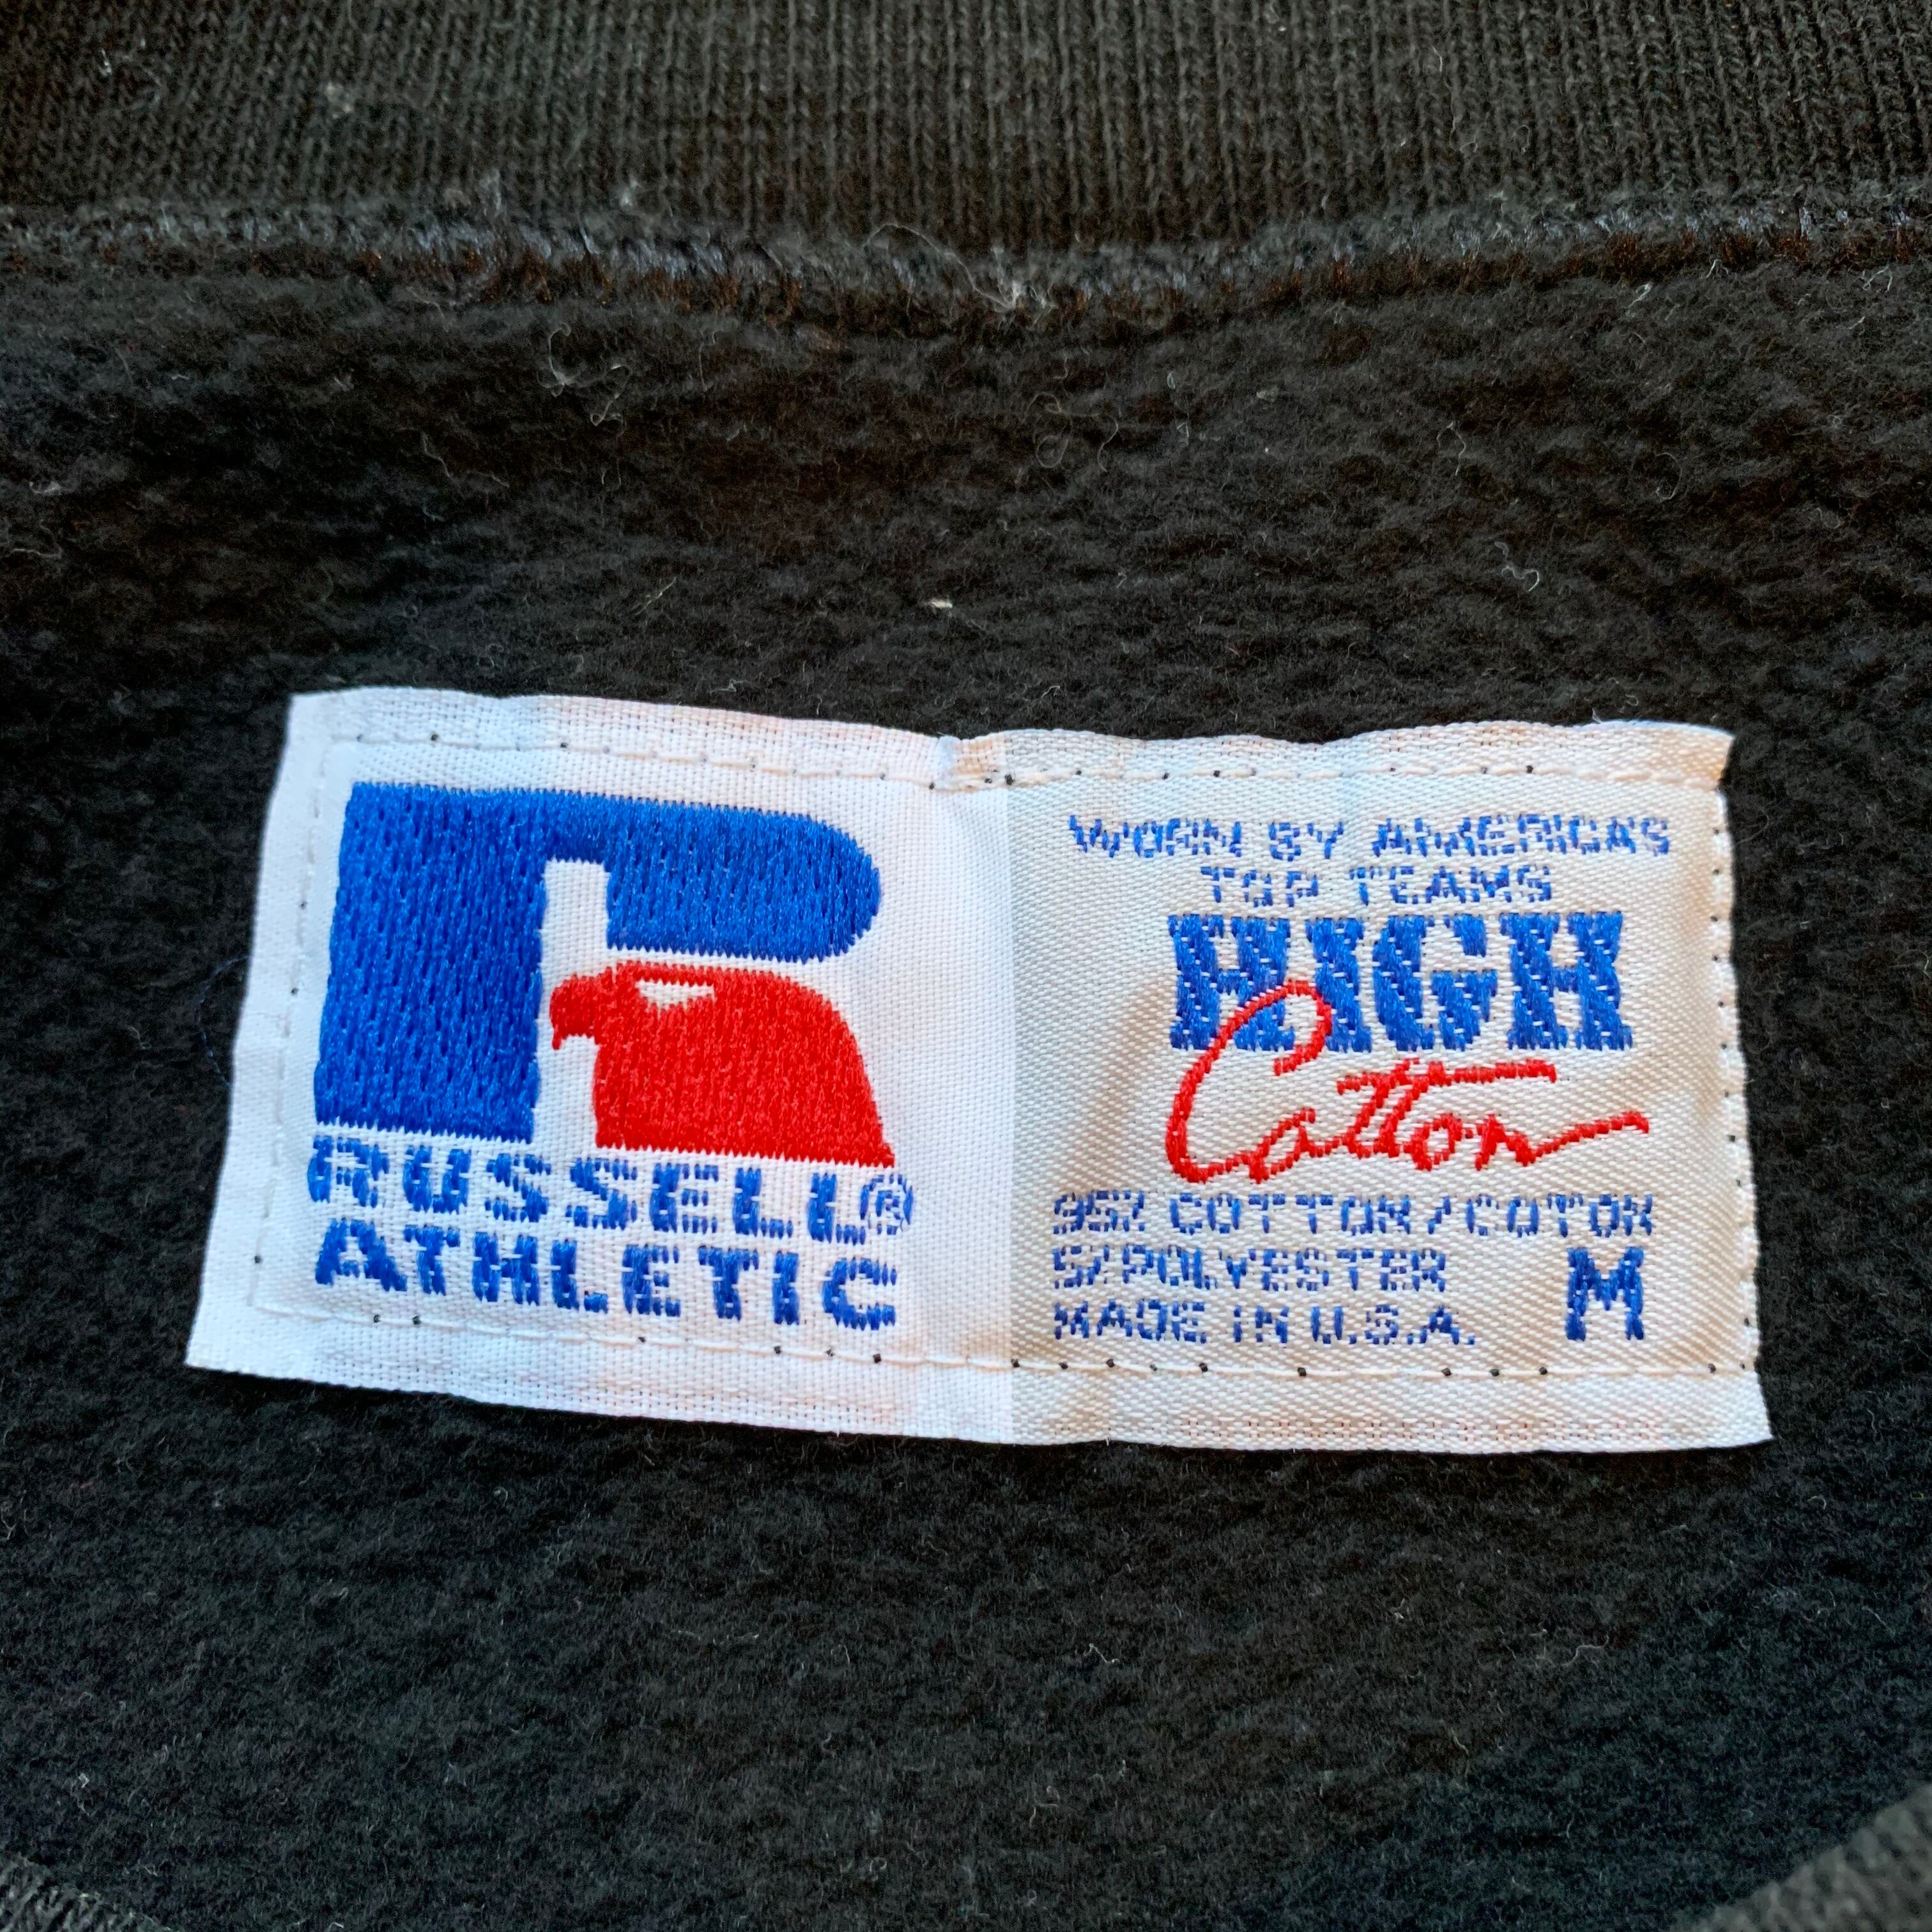 RUSSELL®
ATHLETIC
WORN BY AMERICA'S
TOP TEAMS
HIGH
Cotton
95% COTTON/COTON
5%POLYESTER
MADE IN U.S.A. M